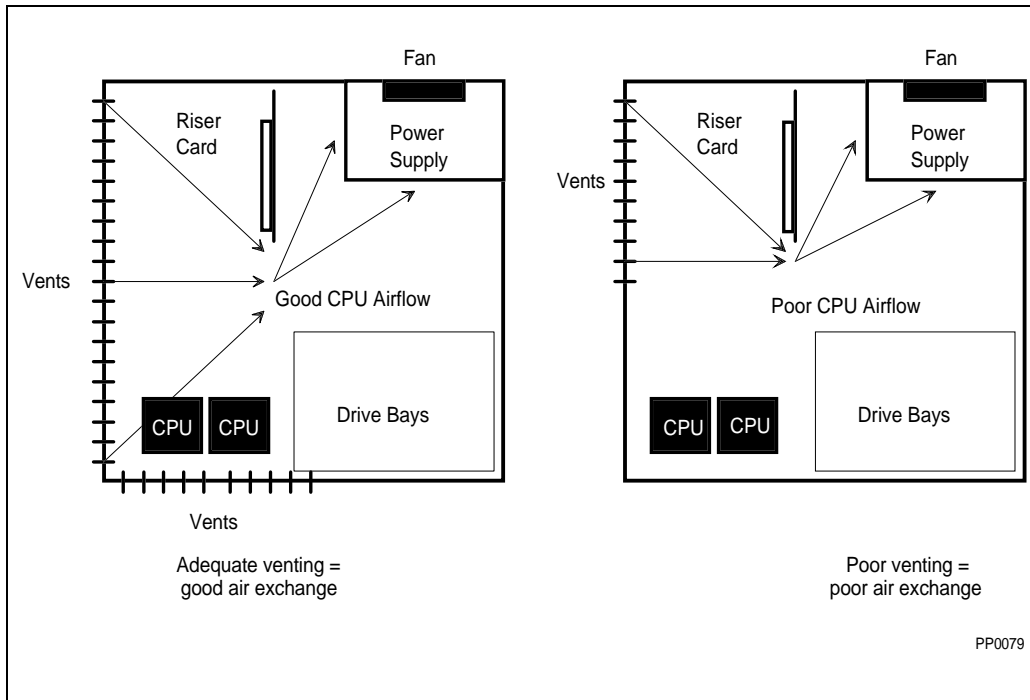 Fan
Riser
Card
Power
Supply
Vents
Good CPU Airflow
CPU
CPU
Drive Bays
Vents
Adequate venting =
good air exchange
Fan
Riser
Card
Power
Supply
Vents
Poor CPU Airflow
CPU
CPU
Drive Bays
Poor venting =
poor air exchange
PP0079